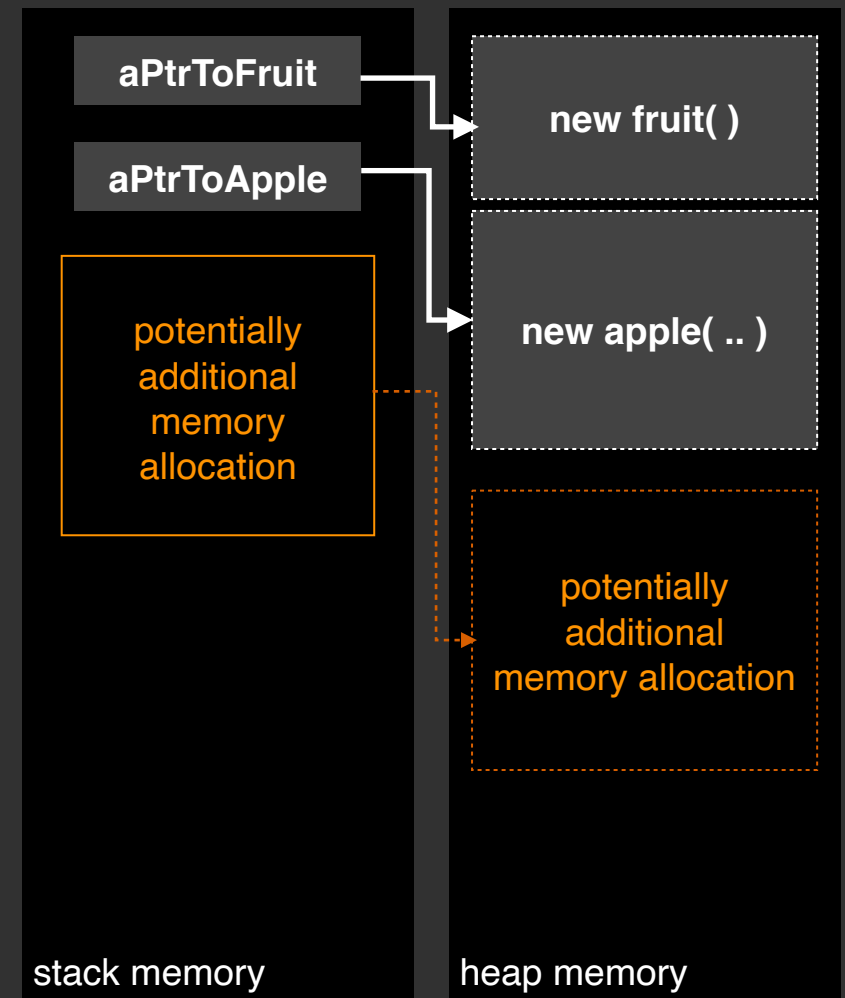 aPtrToFruit
aPtrToApple
potentially
additional
memory
allocation
stack memory
new fruit( )
new apple( .. )
potentially
additional
memory allocation
heap memory